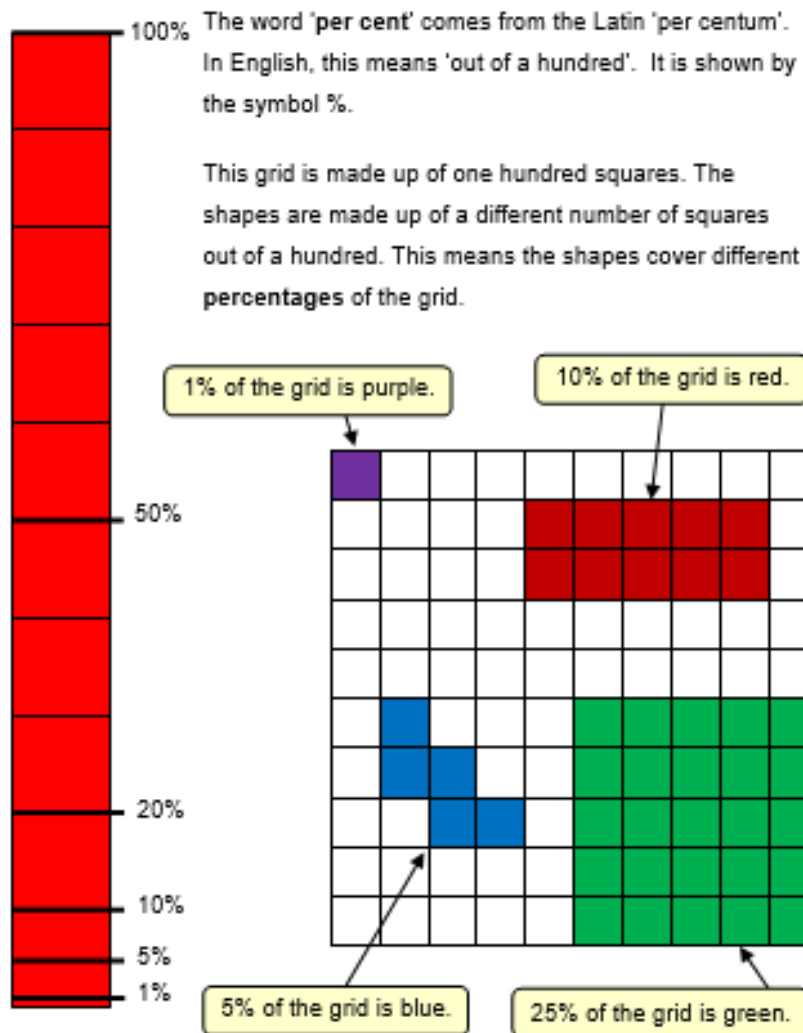 100%
The word 'per cent' comes from the Latin 'per centum'.
In English, this means 'out of a hundred'. It is shown by
the symbol %.
This grid is made up of one hundred squares. The
shapes are made up of a different number of squares
out of a hundred. This means the shapes cover different
percentages of the grid.
1% of the grid is purple.
10% of the grid is red.
50%
20%
10%
5%
1%
5% of the grid is blue.
25% of the grid is green.